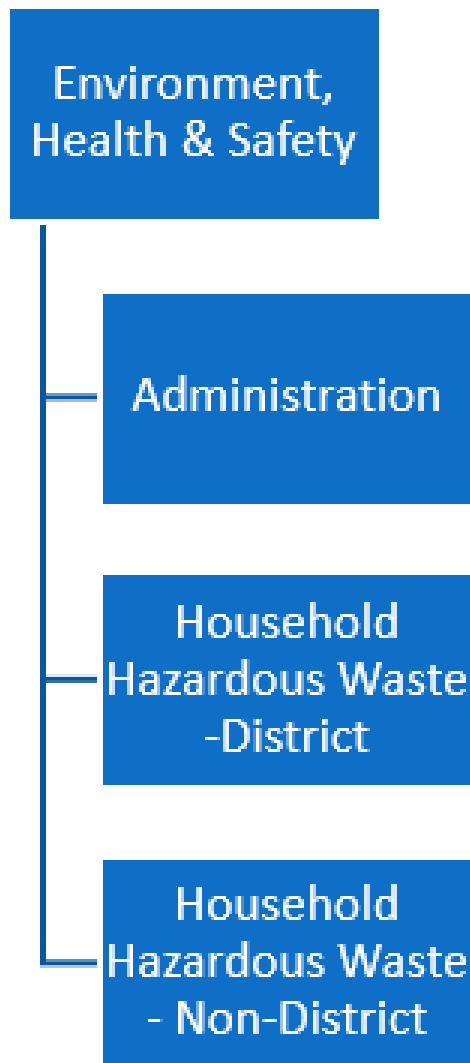 Environment,
Health & Safety
Administration
Household
Hazardous Waste
-District
Household
Hazardous Waste
- Non-District